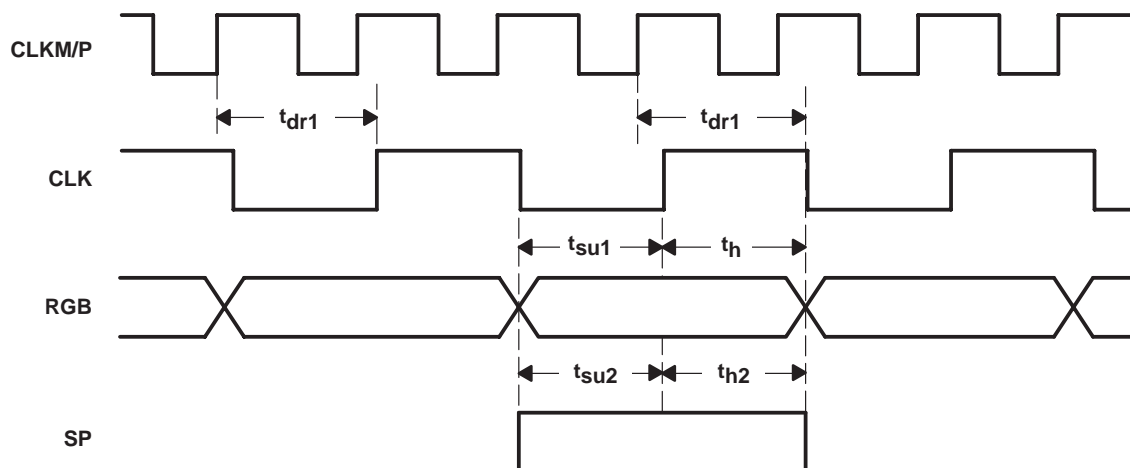 CLKM/P
tdr1 tdr1
CLK
tsu1 th
RGB
tsu2 th2
SP